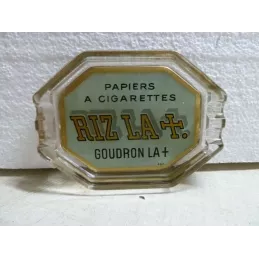 PAPIERS
A CIGARETTES
RIZ LA +.
GOUDRON LA +